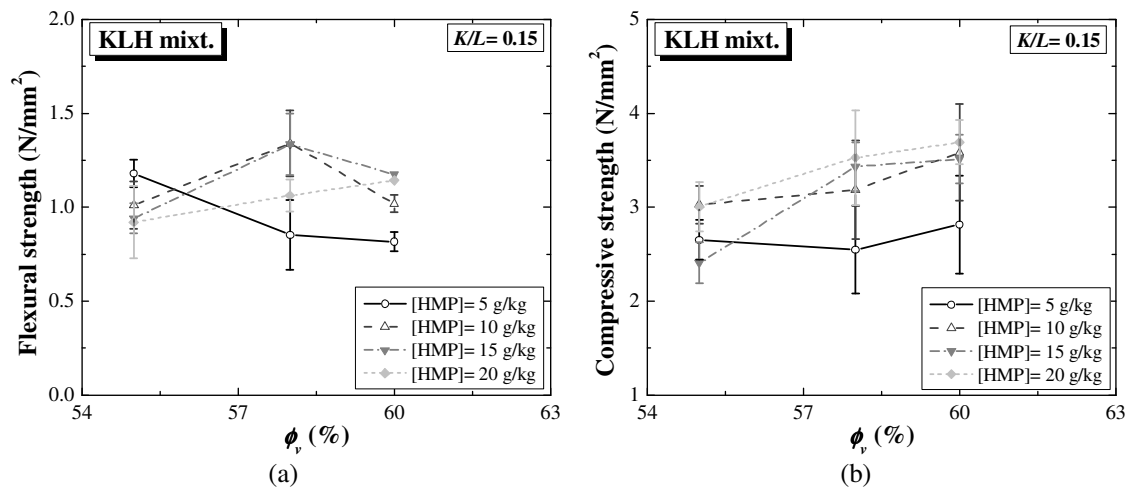 KLH mixt.
K/L= 0.15
Flexural strength (N/mm²)
2.0
1.5
1.0
0.5
0.0
[HMP]= 5 g/kg
[HMP]= 10 g/kg
[HMP]= 15 g/kg
[HMP]= 20 g/kg
54 57 60 63
ϕv (%)
(a)
KLH mixt.
K/L= 0.15
Compressive strength (N/mm²)
5
4
3
2
1
[HMP]= 5 g/kg
[HMP]= 10 g/kg
[HMP]= 15 g/kg
[HMP]= 20 g/kg
54 57 60 63
ϕv (%)
(b)